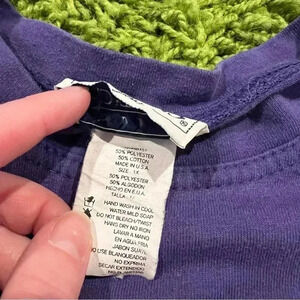 50% POLYESTER
50% COTTON
MADE IN U.S.A.
SIZE 1X
50% POLYESTER
50% ALGODON
HECHO EN E.U.A.
HAND WASH IN COOL
WATER MILD SOAP
DO NOT BLEACH/TWIST
HANG DRY NO IRON
LAVAR A MANO
EN AGUA FRIA
JABON SUAVE
NO USE BLANQUEADOR
NO EXPRIMA
SECAR EXTENDIDO